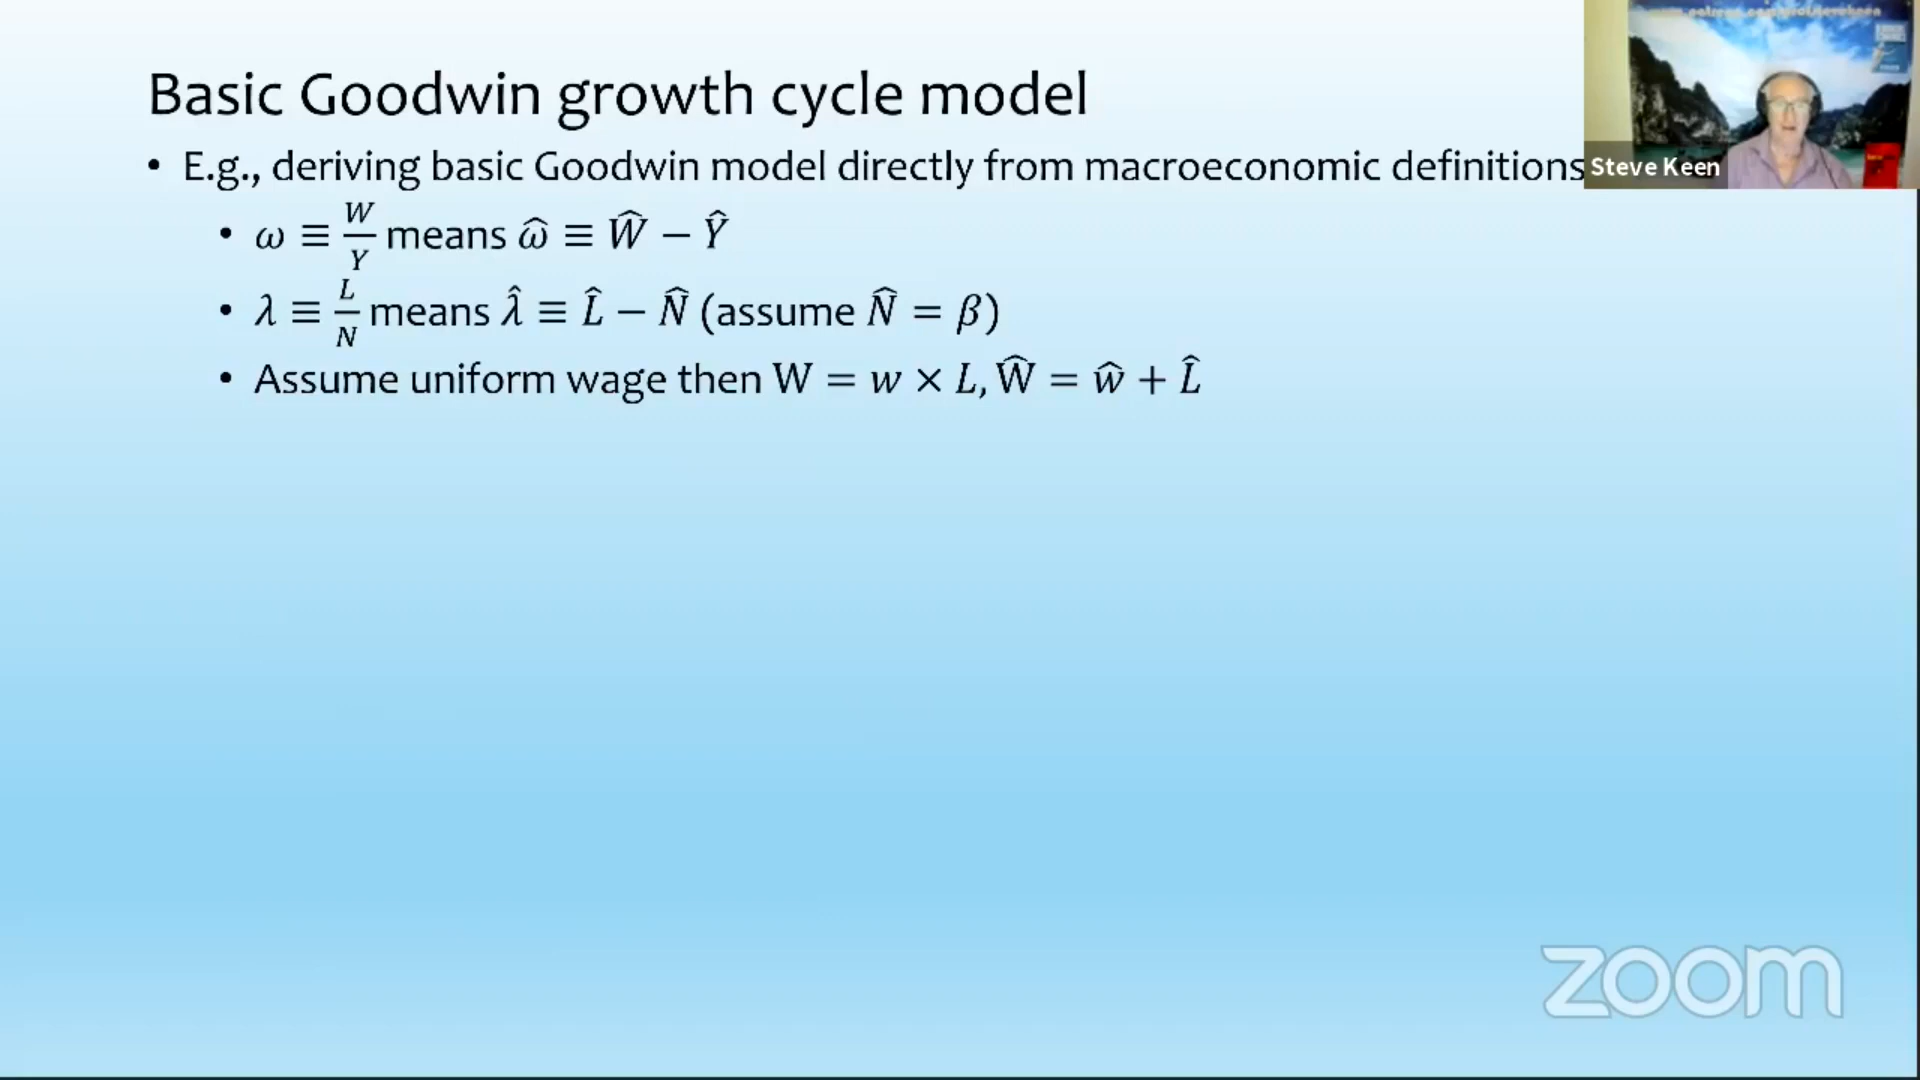 Basic Goodwin growth cycle model
• E.g., deriving basic Goodwin model directly from macroeconomic definitions
• ω ≡ W/Y means ω̂ ≡ Ŵ − Ŷ
• λ ≡ L/N means λ̂ ≡ L̂ − N̂ (assume N̂ = β)
• Assume uniform wage then W = w × L, Ŵ = ŵ + L̂
Steve Keen
zoom